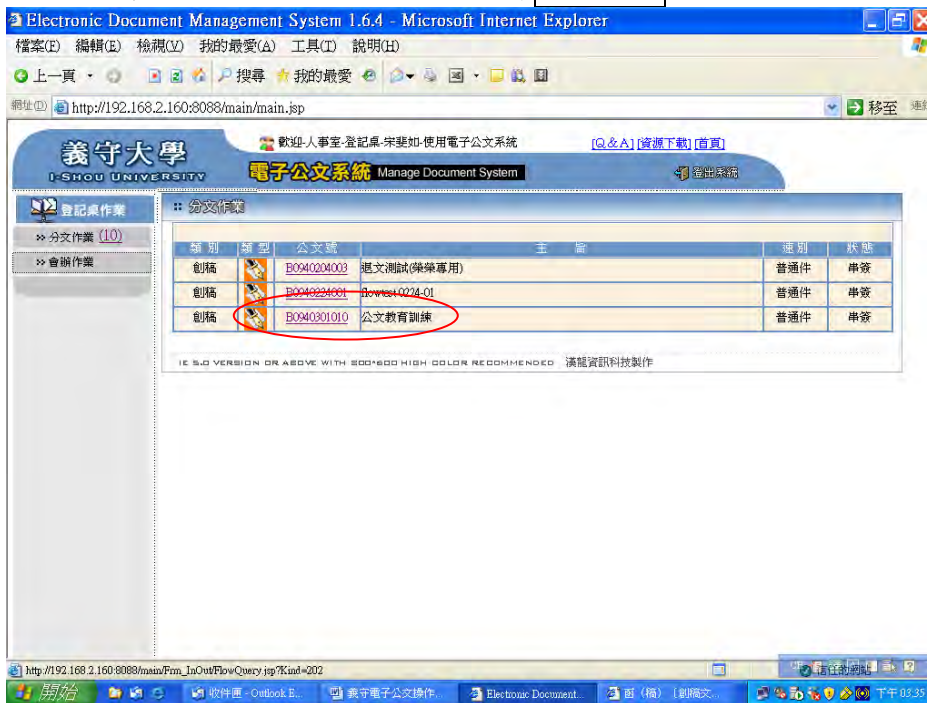 Electronic Document Management System 1.6.4 - Microsoft Internet Explorer
檔案(F) 編輯(E) 檢視(V) 我的最愛(A) 工具(T) 說明(H)
上一頁 搜尋 我的最愛
網址(D) http://192.168.2.160:8088/main/main.jsp 移至
義守大學
I-SHOU UNIVERSITY
歡迎-人事室-登記桌-宋斐如-使用電子公文系統 [Q & A] [資源下載] [首頁]
電子公文系統 Manage Document System 登出系統
登記桌作業
» 分文作業 (10)
» 會辦作業
:: 分文作業
類別 類型 公文號 主旨 速別 狀態
創稿 B0940204003 退文測試(榮榮專用) 普通件 串簽
創稿 B0940224001 flowtest 0224-01 普通件 串簽
創稿 B0940301010 公文教育訓練 普通件 串簽
IE 5.0 VERSION OR ABOVE WITH 800*600 HIGH COLOR RECOMMENDED 漢龍資訊科技製作
http://192.168.2.160:8088/main/Frm_InOut/FlowQuery.jsp?Kind=202 信任的網站
開始 收件匣 - Outlook E... 義守電子公文操作... Electronic Document... 函（稿）〔創稿文... 下午 03:35